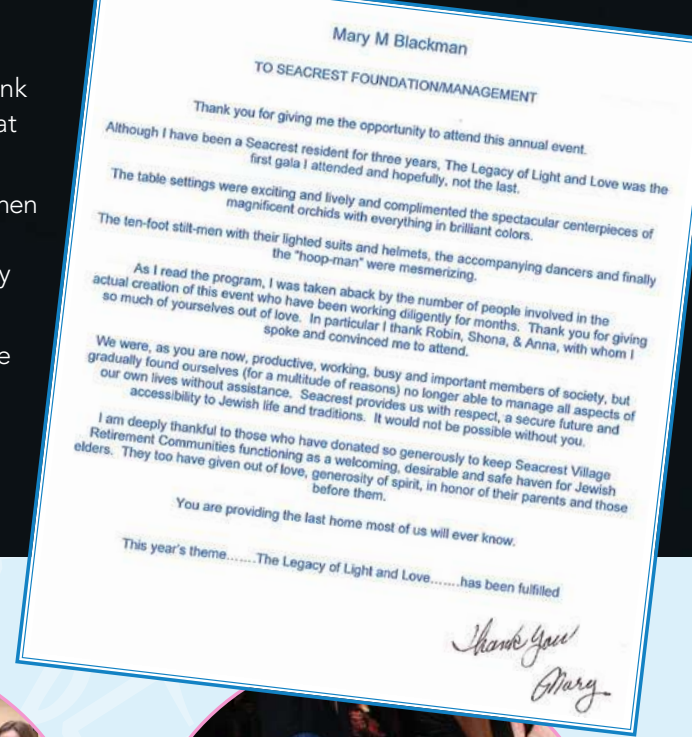 nk
at
hen
y
e
Mary M Blackman
TO SEACREST FOUNDATION/MANAGEMENT
Thank you for giving me the opportunity to attend this annual event.
Although I have been a Seacrest resident for three years, The Legacy of Light and Love was the
first gala I attended and hopefully, not the last.
The table settings were exciting and lively and complimented the spectacular centerpieces of
magnificent orchids with everything in brilliant colors.
The ten-foot stilt-men with their lighted suits and helmets, the accompanying dancers and finally
the "hoop-man" were mesmerizing.
As I read the program, I was taken aback by the number of people involved in the
actual creation of this event who have been working diligently for months. Thank you for giving
so much of yourselves out of love. In particular I thank Robin, Shona, & Anna, with whom I
spoke and convinced me to attend.
We were, as you are now, productive, working, busy and important members of society, but
gradually found ourselves (for a multitude of reasons) no longer able to manage all aspects of
our own lives without assistance. Seacrest provides us with respect, a secure future and
accessibility to Jewish life and traditions. It would not be possible without you.
I am deeply thankful to those who have donated so generously to keep Seacrest Village
Retirement Communities functioning as a welcoming, desirable and safe haven for Jewish
elders. They too have given out of love, generosity of spirit, in honor of their parents and those
before them.
You are providing the last home most of us will ever know.
This year's theme.......The Legacy of Light and Love.......has been fulfilled
Thank You
Mary